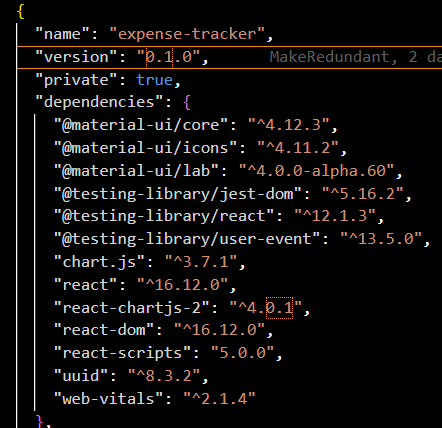 {
"name": "expense-tracker",
"version": "0.1.0", MakeRedundant, 2 da
"private": true,
"dependencies": {
"@material-ui/core": "^4.12.3",
"@material-ui/icons": "^4.11.2",
"@material-ui/lab": "^4.0.0-alpha.60",
"@testing-library/jest-dom": "^5.16.2",
"@testing-library/react": "^12.1.3",
"@testing-library/user-event": "^13.5.0",
"chart.js": "^3.7.1",
"react": "^16.12.0",
"react-chartjs-2": "^4.0.1",
"react-dom": "^16.12.0",
"react-scripts": "5.0.0",
"uuid": "^8.3.2",
"web-vitals": "^2.1.4"
},